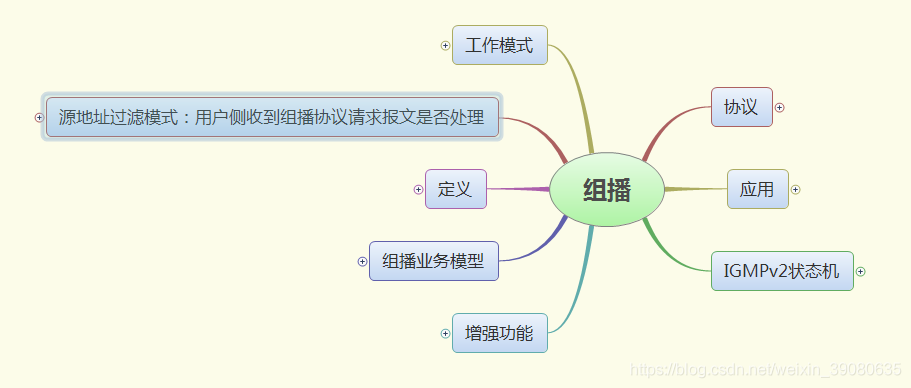 工作模式
源地址过滤模式：用户侧收到组播协议请求报文是否处理
定义
组播业务模型
增强功能
组播
协议
应用
IGMPv2状态机
https://blog.csdn.net/weixin_39080635